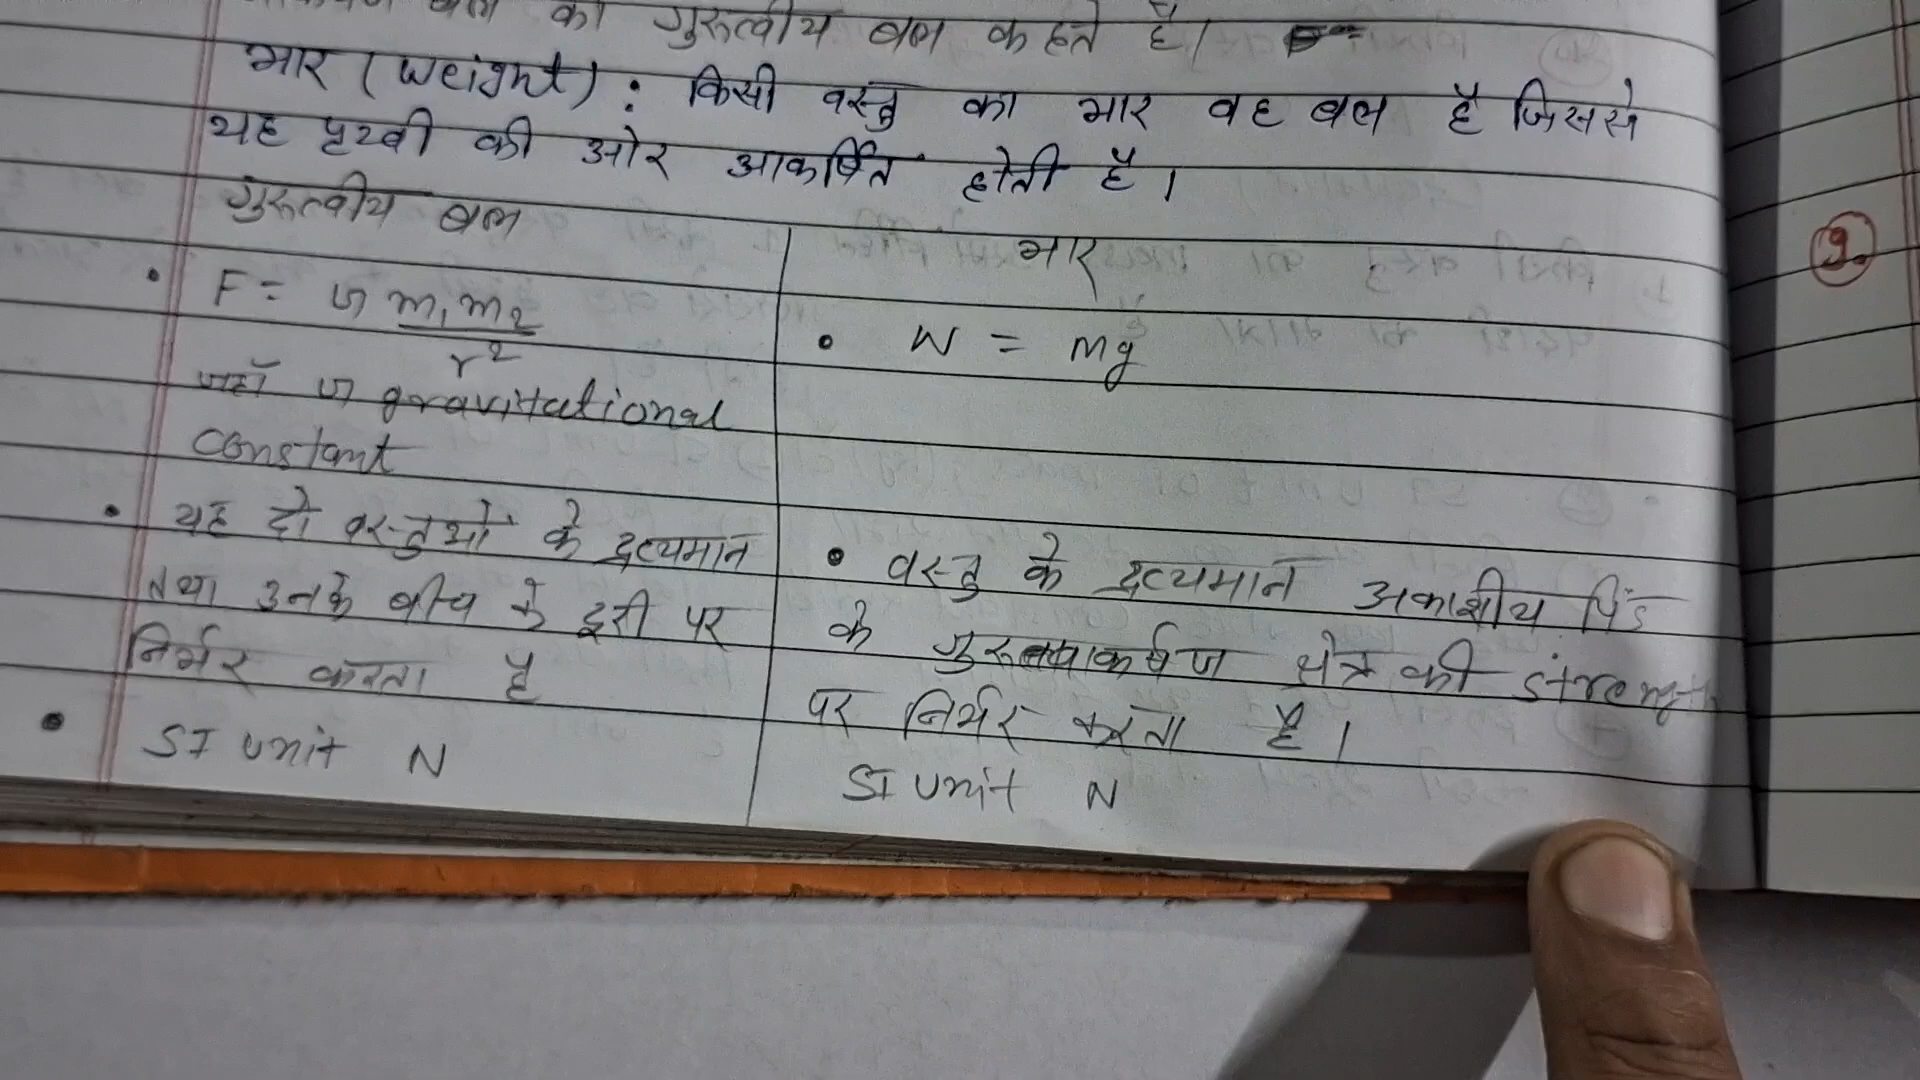 को गुरुत्वीय बल कहते है।
भार (Weight) : किसी वस्तु का भार वह बल है जिससे
यह पृथ्वी की ओर आकर्षित होती है ।
गुरुत्वीय बल
भार
• F = G m₁m₂ / r²
• W = mg
जहाँ G gravitational
constant
• यह दो वस्तुओं के द्रव्यमान
तथा उनके बीच के दूरी पर
निर्भर करता है
• वस्तु के द्रव्यमान अकाशीय पिंड
के गुरुत्वाकर्षण क्षेत्र की strength
पर निर्भर करता है ।
• SI unit N
SI unit N
9.